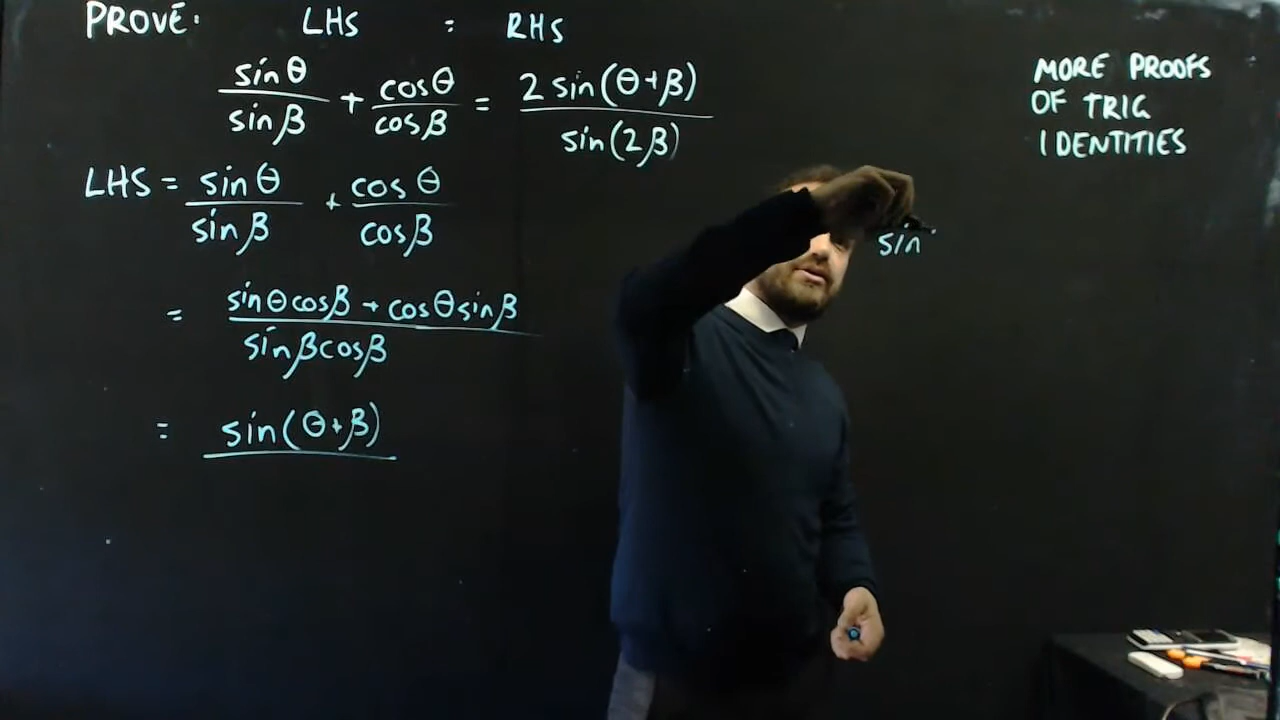 PROVE: LHS = RHS
sinθ/sinβ + cosθ/cosβ = 2 sin(θ+β)/sin(2β)
MORE PROOFS
OF TRIG
IDENTITIES
LHS = sinθ/sinβ + cosθ/cosβ
sin
= sinθcosβ + cosθsinβ/sinβcosβ
= sin(θ+β)